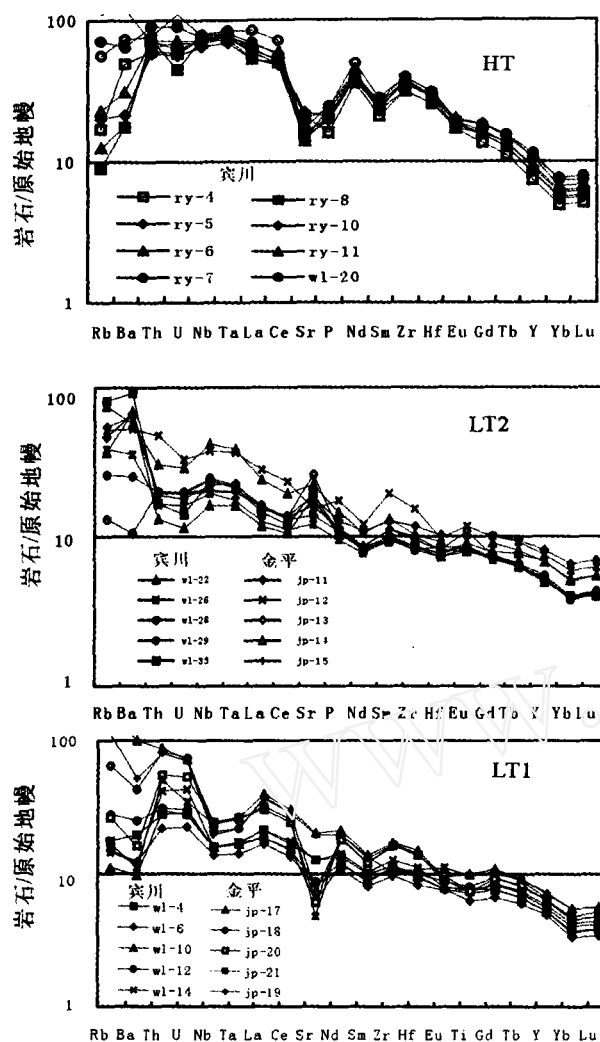 100
HT
岩石/原始地幔
10
宾川
ry-4 ry-8
ry-5 ry-10
ry-6 ry-11
ry-7 wl-20
1
Rb Ba Th U Nb Ta La Ce Sr P Nd Sm Zr Hf Eu Gd Tb Y Yb Lu
100
LT2
岩石/原始地幔
10
宾川 金平
wl-22 jp-11
wl-26 jp-12
wl-28 jp-13
wl-29 jp-14
wl-35 jp-15
1
Rb Ba Th U Nb Ta La Ce Sr P Nd Sm Zr Hf Eu Ti Gd Tb Y Yb Lu
100
LT1
岩石/原始地幔
10
宾川 金平
wl-4 jp-17
wl-6 jp-18
wl-10 jp-20
wl-12 jp-21
wl-14 jp-19
1
Rb Ba Th U Nb Ta La Ce Sr Nd Sm Zr Hf Eu Ti Gd Tb Y Yb Lu
www